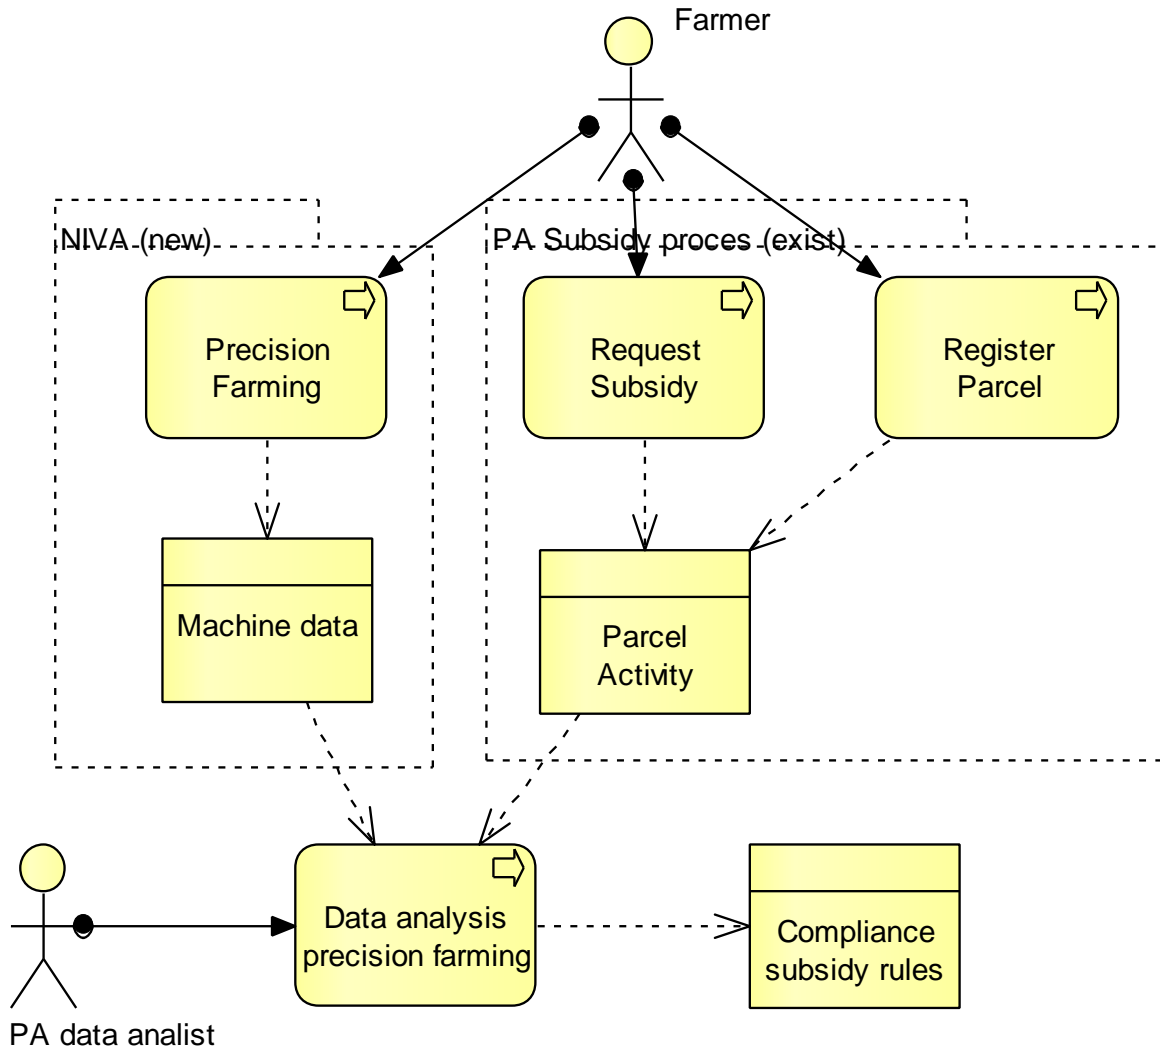 Farmer
NIVA (new)
PA Subsidy proces (exist)
Precision
Farming
Request
Subsidy
Register
Parcel
Machine data
Parcel
Activity
Data analysis
precision farming
Compliance
subsidy rules
PA data analist